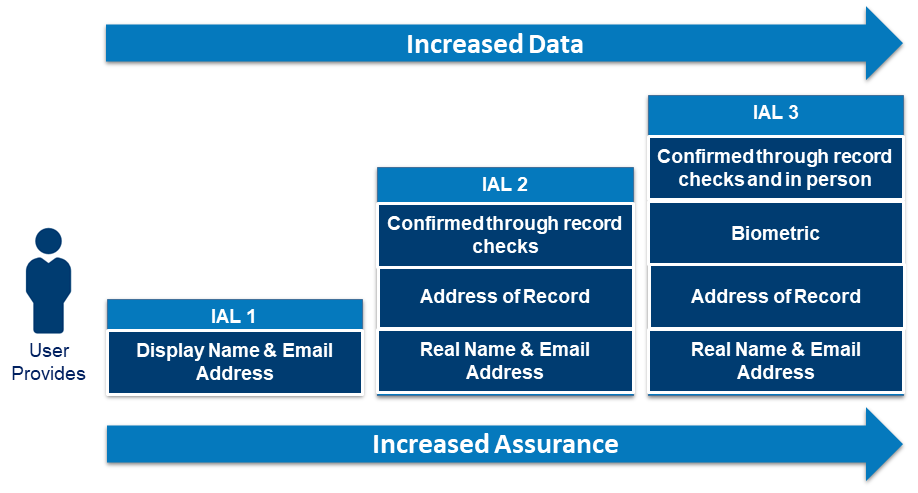 Increased Data
IAL 3
Confirmed through record
checks and in person
Biometric
Address of Record
Real Name & Email
Address
IAL 2
Confirmed through record
checks
Address of Record
Real Name & Email
Address
IAL 1
Display Name & Email
Address
User
Provides
Increased Assurance